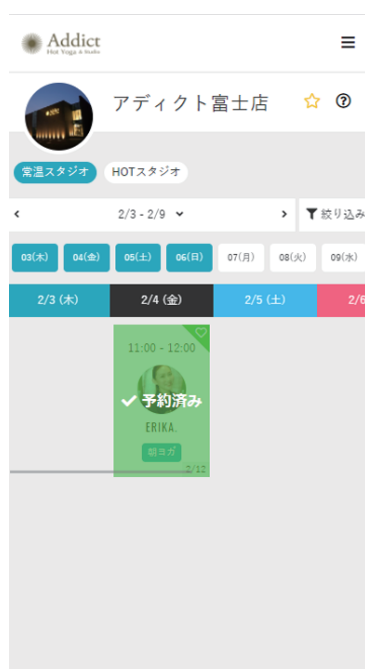 Addict
Hot Yoga & Studio
アディクト富士店
常温スタジオ HOTスタジオ
2/3 - 2/9 絞り込み
03(木) 04(金) 05(土) 06(日) 07(月) 08(火) 09(水)
2/3 (木) 2/4 (金) 2/5 (土) 2/6
11:00 - 12:00
予約済み
ERIKA.
朝ヨガ
2/12